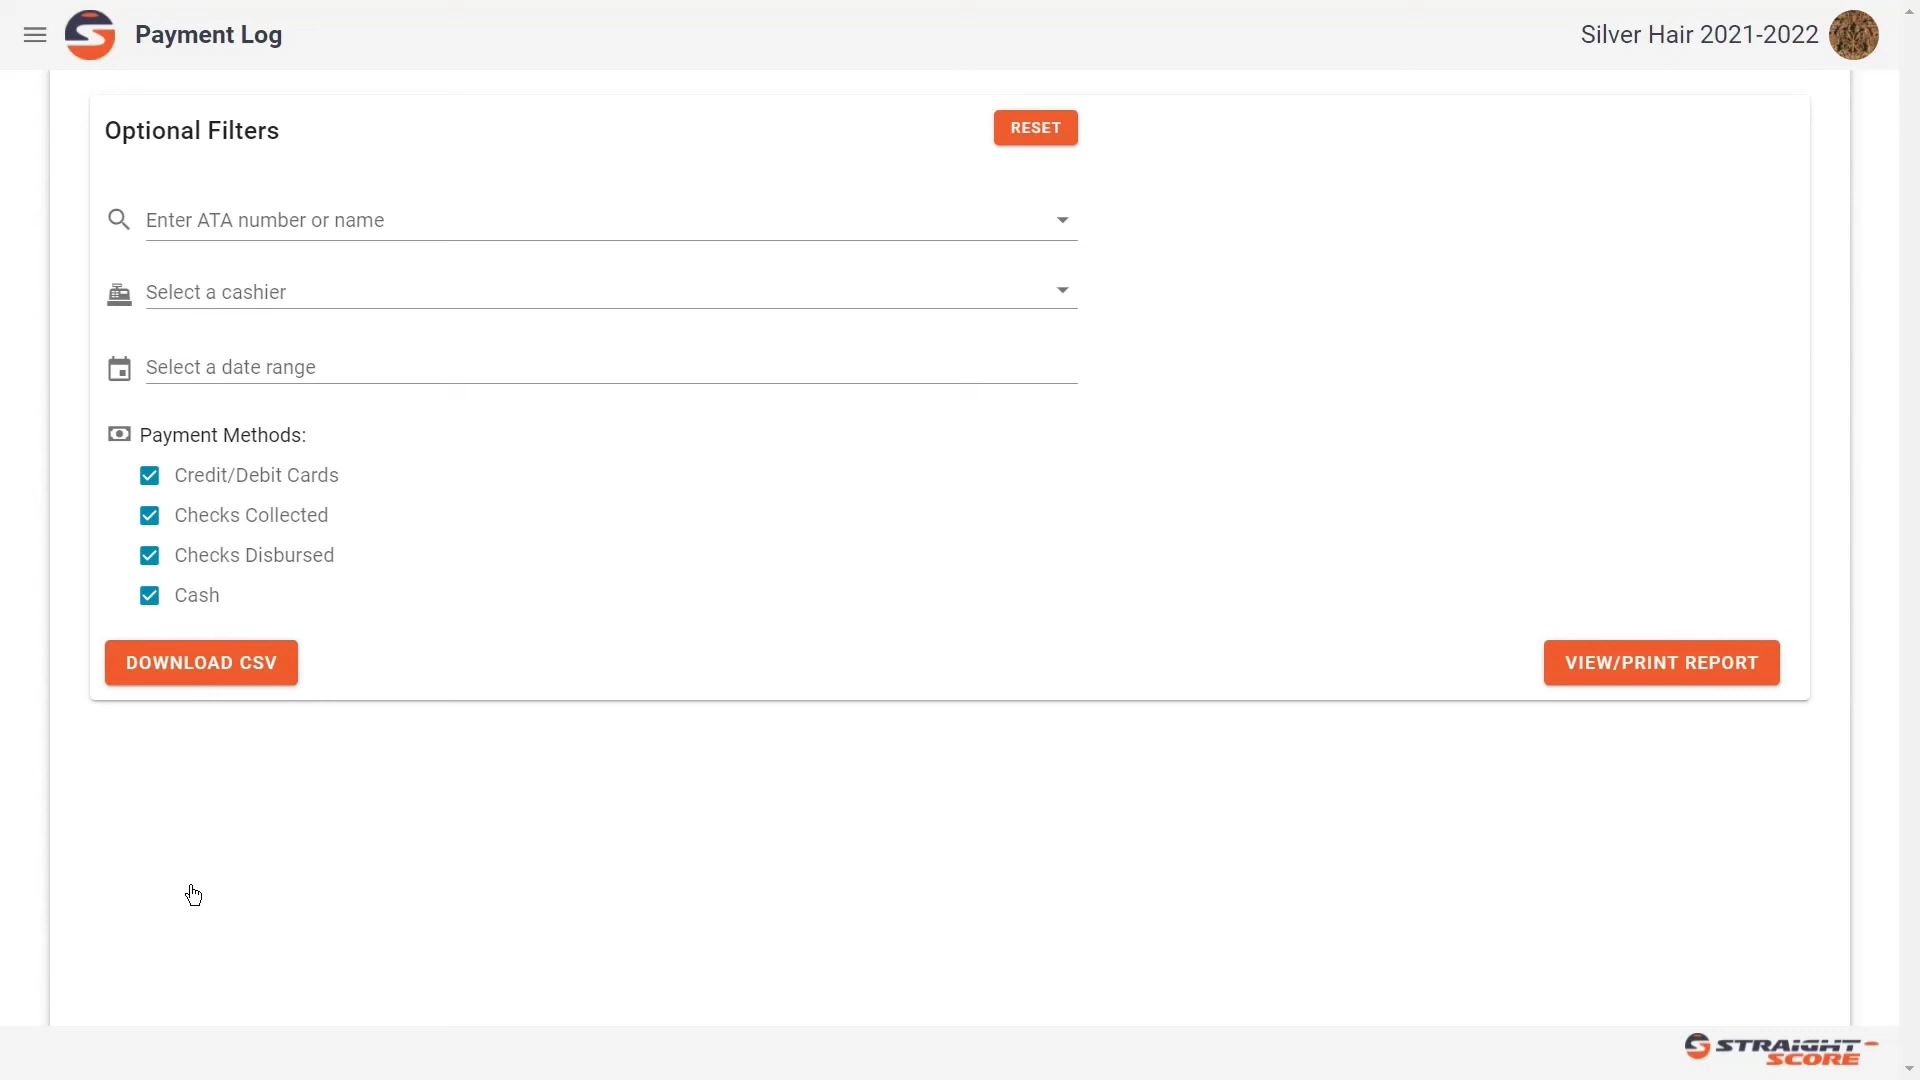 Payment Log
Silver Hair 2021-2022
Optional Filters
RESET
Enter ATA number or name
Select a cashier
Select a date range
Payment Methods:
Credit/Debit Cards
Checks Collected
Checks Disbursed
Cash
DOWNLOAD CSV
VIEW/PRINT REPORT
STRAIGHT
SCORE